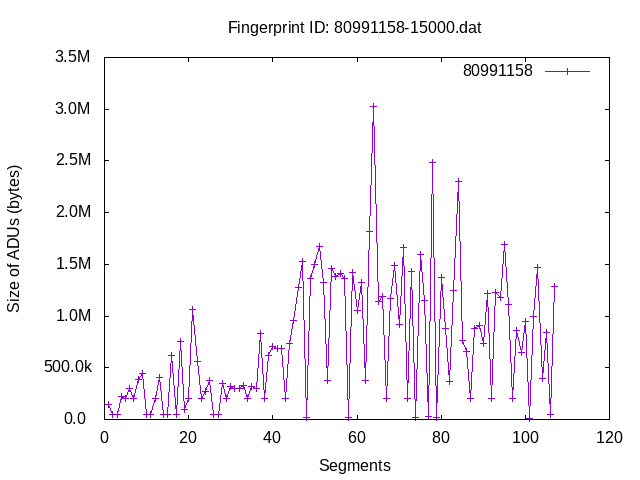 Fingerprint ID: 80991158-15000.dat
3.5M
80991158
3.0M
2.5M
2.0M
1.5M
1.0M
500.0k
0.0
Size of ADUs (bytes)
0 20 40 60 80 100 120
Segments